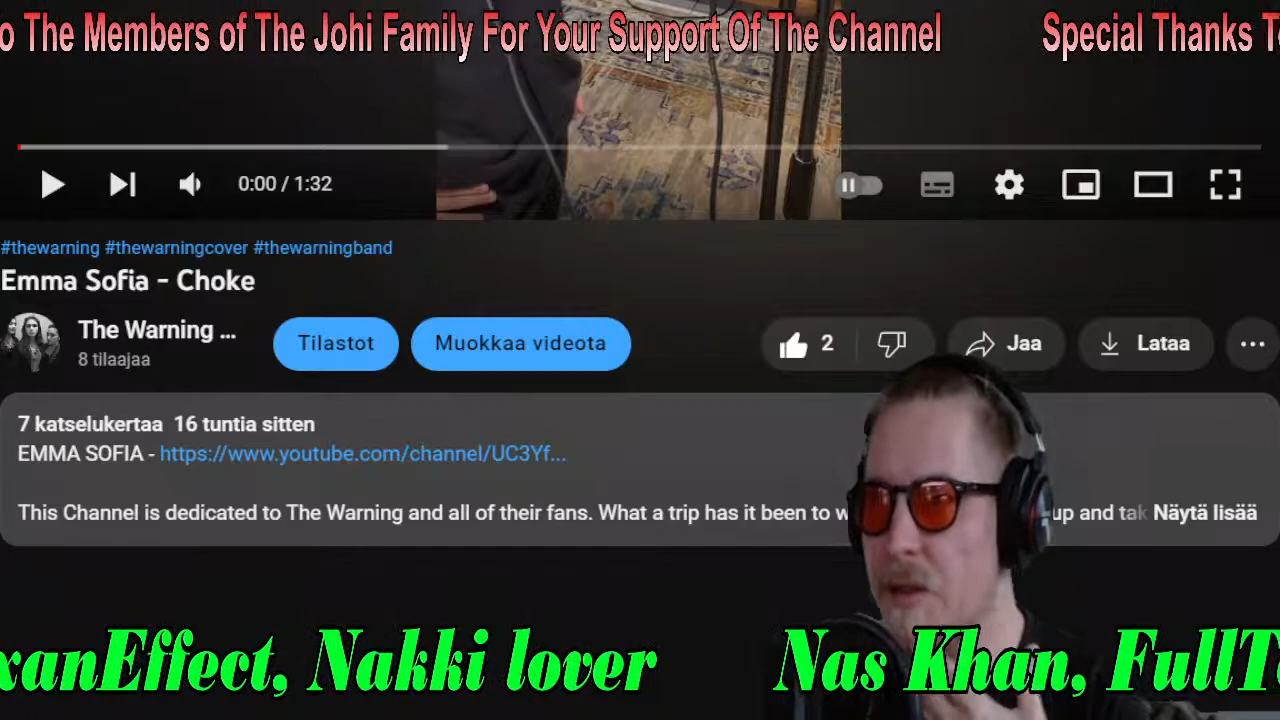 o The Members of The Johi Family For Your Support Of The Channel Special Thanks To
0:00 / 1:32
#thewarning #thewarningcover #thewarningband
Emma Sofia - Choke
The Warning ...
8 tilaajaa
Tilastot
Muokkaa videota
2
Jaa
Lataa
7 katselukertaa 16 tuntia sitten
EMMA SOFIA - https://www.youtube.com/channel/UC3Yf...
This Channel is dedicated to The Warning and all of their fans. What a trip has it been to w up and tak Näytä lisää
xanEffect, Nakki lover Nas Khan, FullT